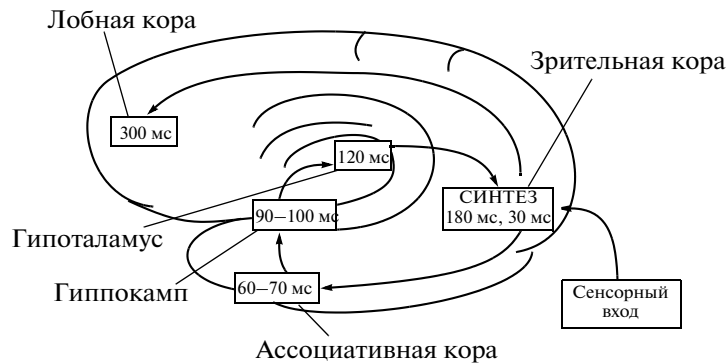 Лобная кора
Зрительная кора
300 мс
120 мс
СИНТЕЗ
180 мс, 30 мс
90–100 мс
Гипоталамус
Гиппокамп
60–70 мс
Сенсорный
вход
Ассоциативная кора